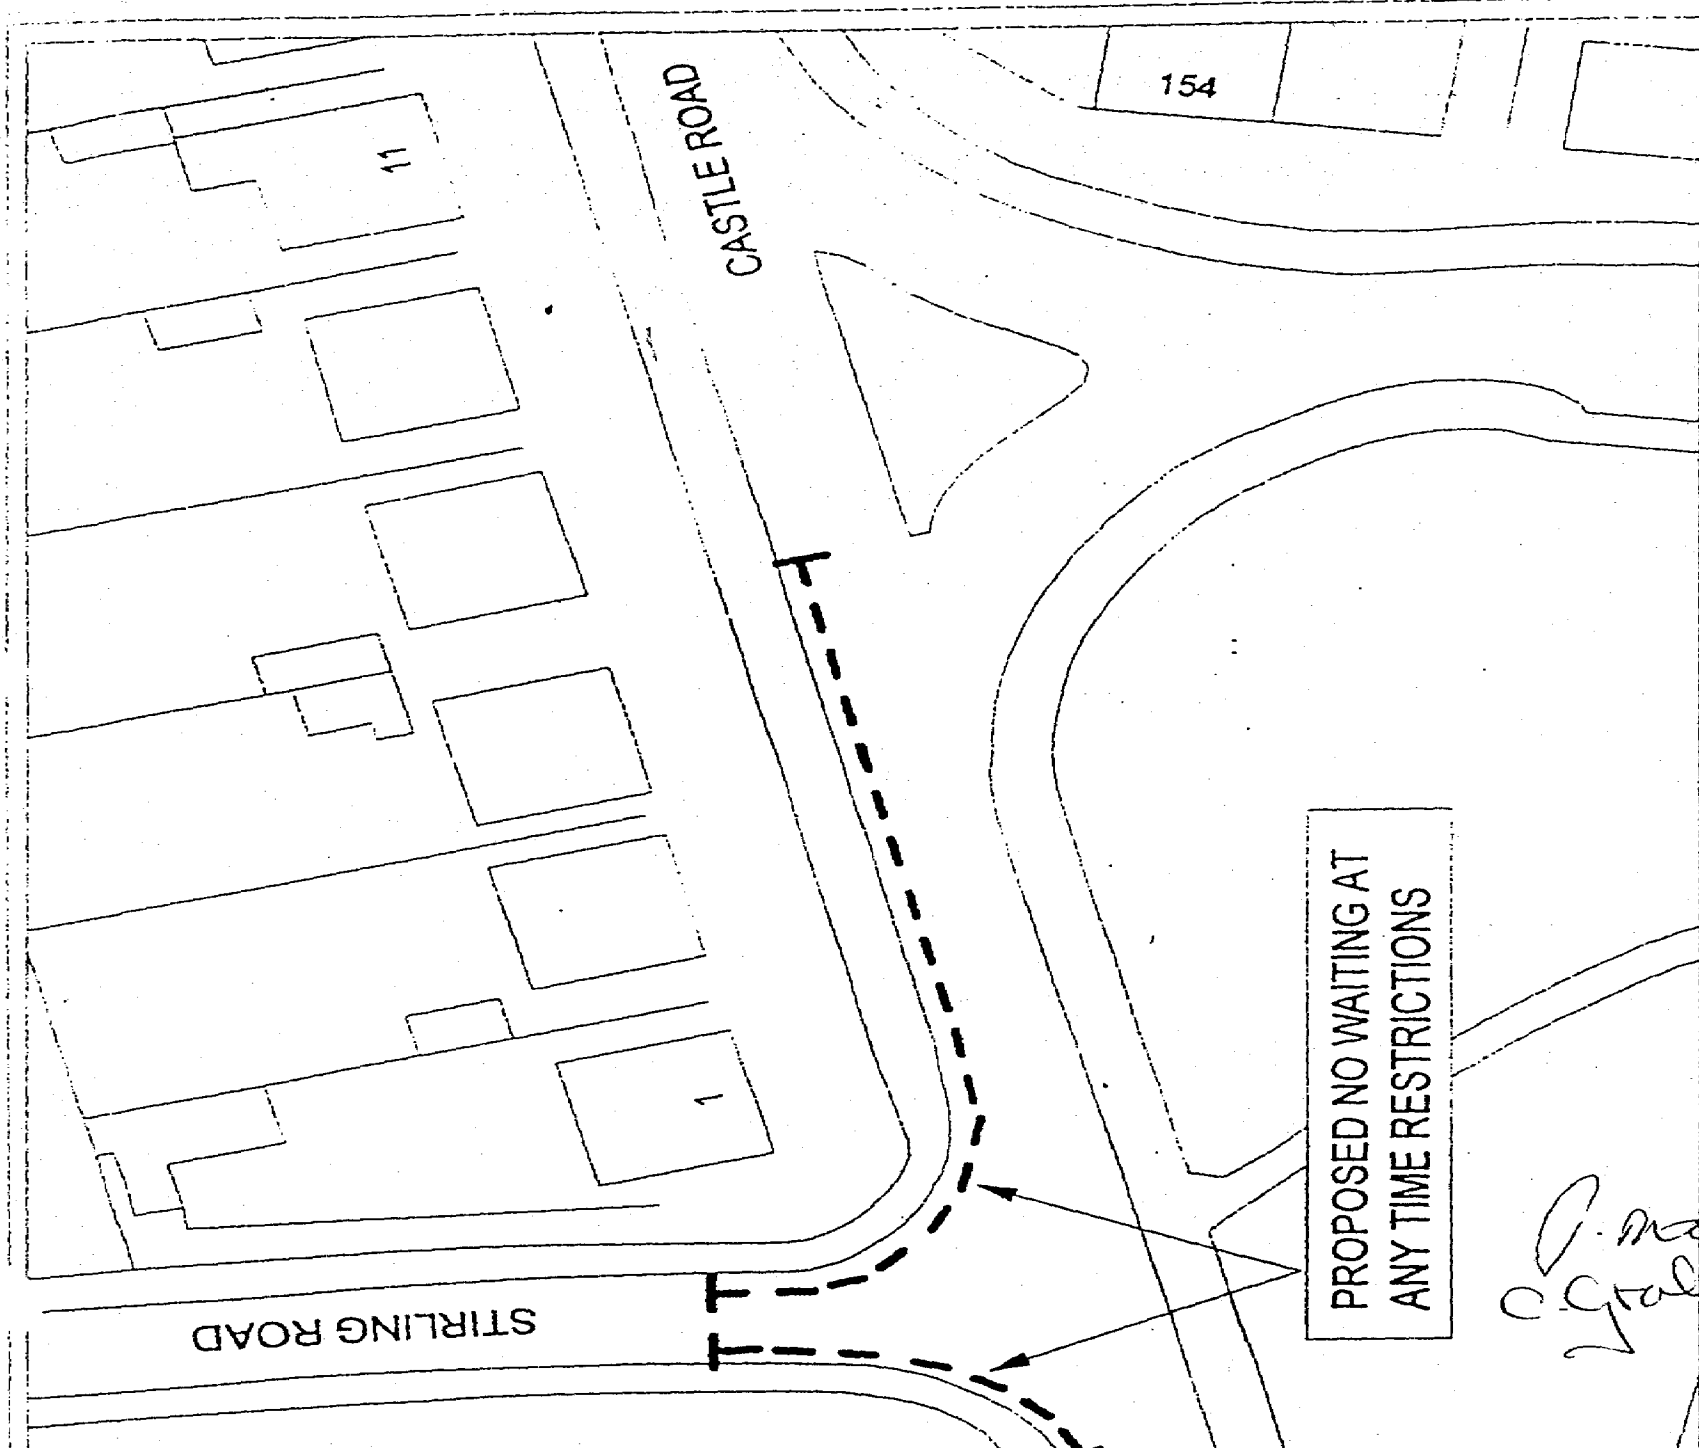 154
11
CASTLE ROAD
1
STIRLING ROAD
PROPOSED NO WAITING AT
ANY TIME RESTRICTIONS